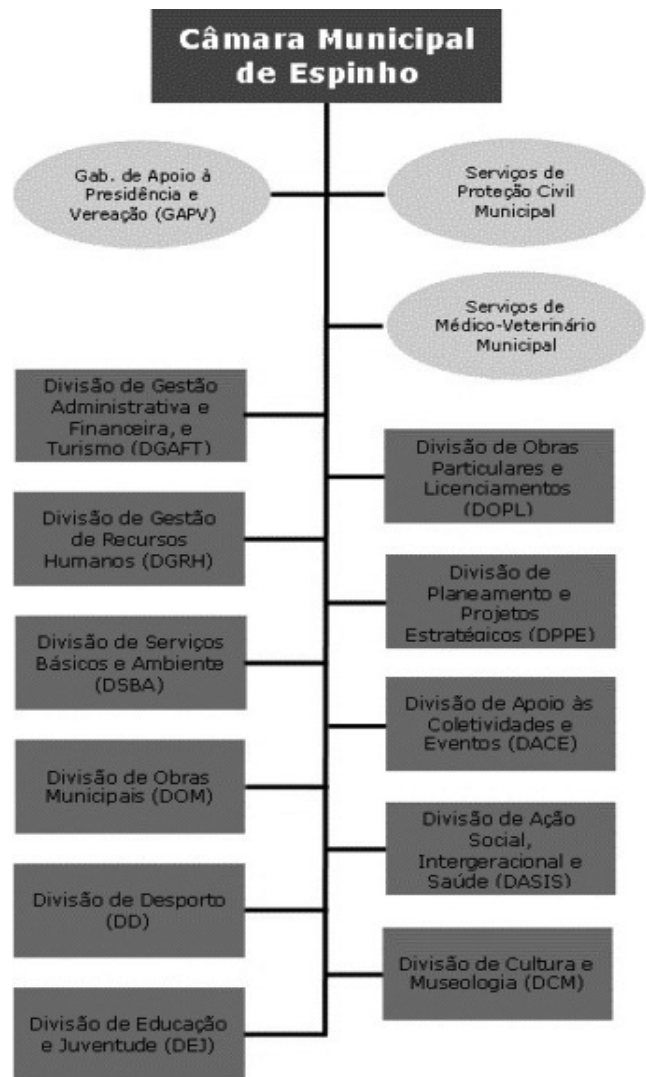 Câmara Municipal
de Espinho
Gab. de Apoio à
Presidência e
Vereação (GAPV)
Serviços de
Proteção Civil
Municipal
Serviços de
Médico-Veterinário
Municipal
Divisão de Gestão
Administrativa e
Financeira, e
Turismo (DGAFT)
Divisão de Obras
Particulares e
Licenciamentos
(DOPL)
Divisão de Gestão
de Recursos
Humanos (DGRH)
Divisão de
Planeamento e
Projetos
Estratégicos (DPPE)
Divisão de Serviços
Básicos e Ambiente
(DSBA)
Divisão de Apoio às
Coletividades e
Eventos (DACE)
Divisão de Obras
Municipais (DOM)
Divisão de Ação
Social,
Intergeracional e
Saúde (DASIS)
Divisão de Desporto
(DD)
Divisão de Cultura e
Museologia (DCM)
Divisão de Educação
e Juventude (DEJ)